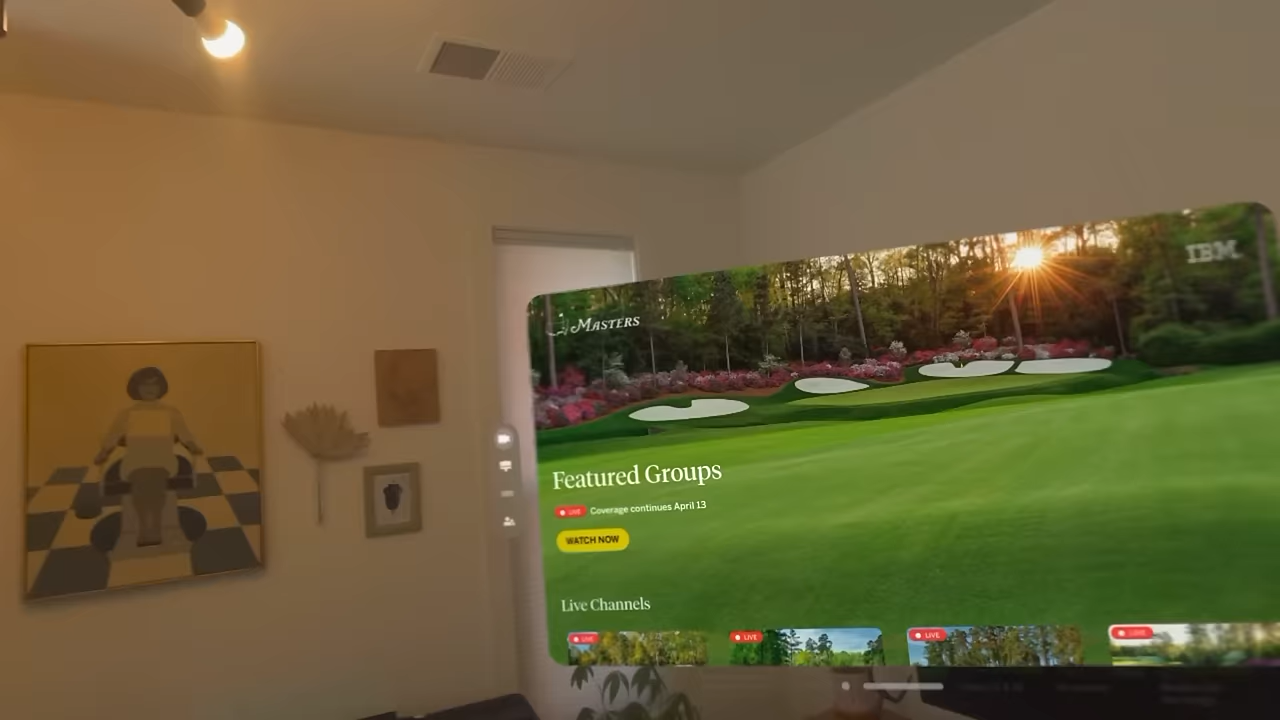 IBM
MASTERS
Featured Groups
LIVE Coverage continues April 13
WATCH NOW
Live Channels
LIVE
LIVE
LIVE
LIVE